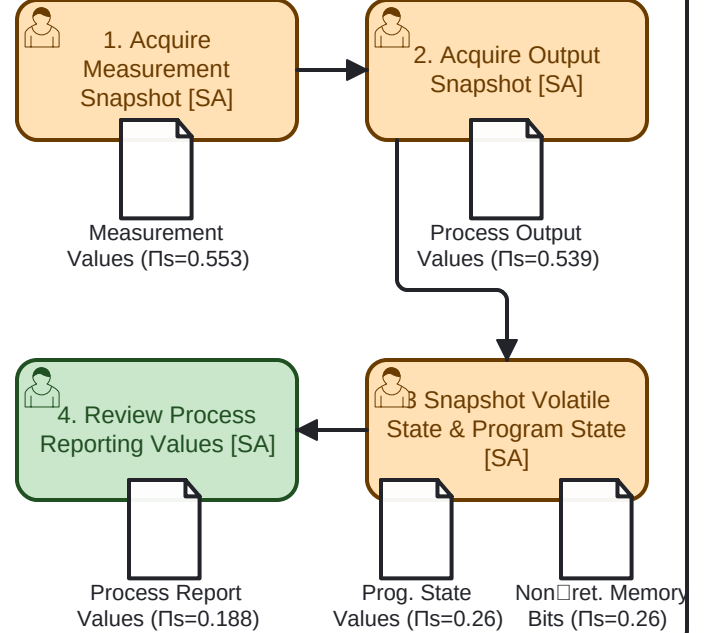 1. Acquire
Measurement
Snapshot [SA]
2. Acquire Output
Snapshot [SA]
Measurement
Values (Πs=0.553)
Process Output
Values (Πs=0.539)
3 Snapshot Volatile
State & Program State
[SA]
4. Review Process
Reporting Values [SA]
Prog. State
Values (Πs=0.26)
Non□ret. Memory
Bits (Πs=0.26)
Process Report
Values (Πs=0.188)